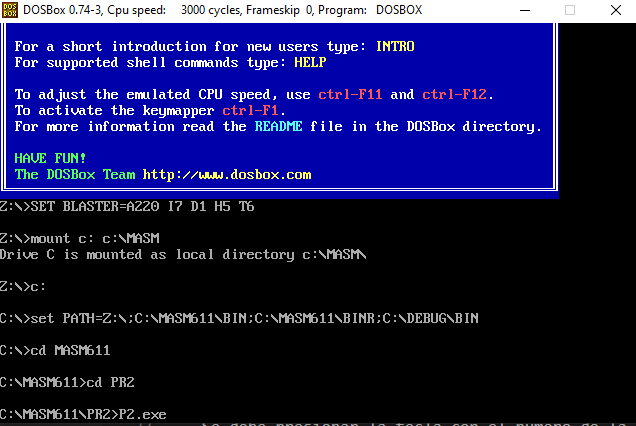 DOSBox 0.74-3, Cpu speed: 3000 cycles, Frameskip 0, Program: DOSBOX
For a short introduction for new users type: INTRO
For supported shell commands type: HELP
To adjust the emulated CPU speed, use ctrl-F11 and ctrl-F12.
To activate the keymapper ctrl-F1.
For more information read the README file in the DOSBox directory.
HAVE FUN!
The DOSBox Team http://www.dosbox.com
Z:\>SET BLASTER=A220 I7 D1 H5 T6
Z:\>mount c: c:\MASM
Drive C is mounted as local directory c:\MASM\
Z:\>c:
C:\>set PATH=Z:\;C:\MASM611\BIN;C:\MASM611\BINR;C:\DEBUG\BIN
C:\>cd MASM611
C:\MASM611>cd PR2
C:\MASM611\PR2>P2.exe